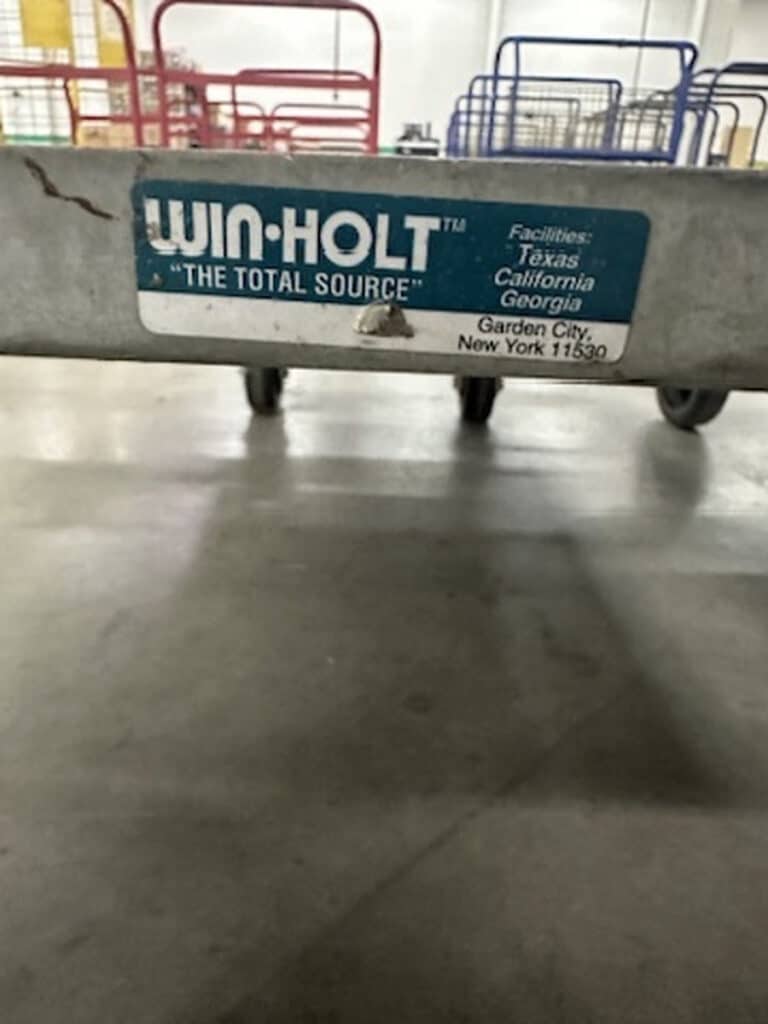 WIN·HOLT™
"THE TOTAL SOURCE"
Facilities:
Texas
California
Georgia
Garden City,
New York 11530